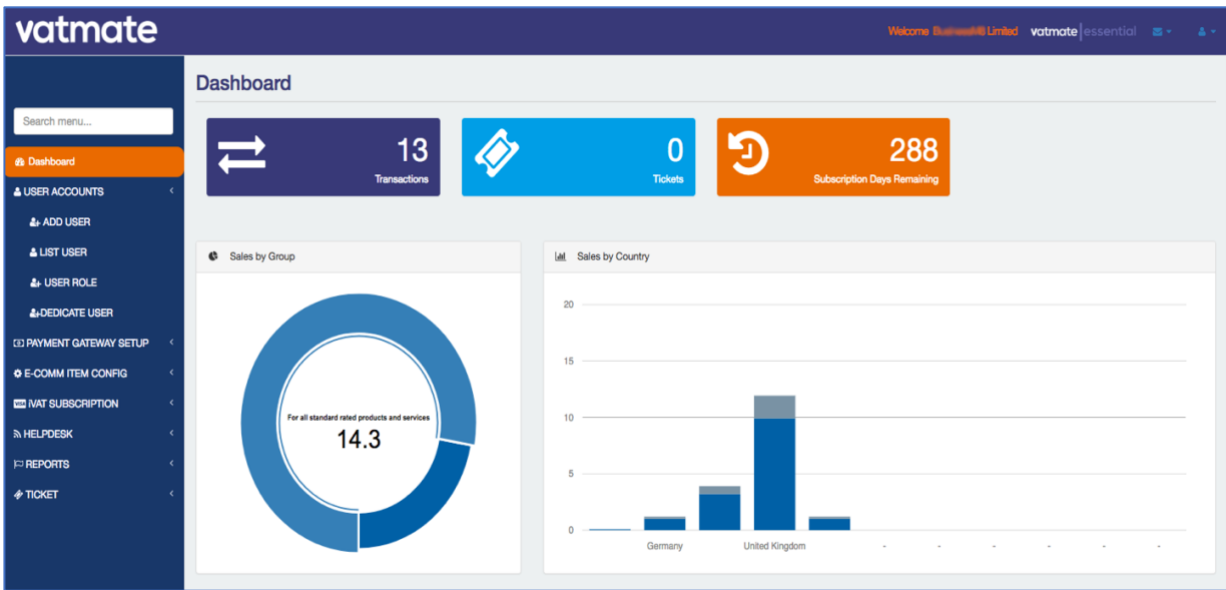 vatmate
Welcome Limited vatmate|essential
Dashboard
Search menu...
Dashboard
USER ACCOUNTS
ADD USER
LIST USER
USER ROLE
DEDICATE USER
PAYMENT GATEWAY SETUP
E-COMM ITEM CONFIG
iVAT SUBSCRIPTION
HELPDESK
REPORTS
TICKET
13
Transactions
0
Tickets
288
Subscription Days Remaining
Sales by Group
For all standard rated products and services
14.3
Sales by Country
20
15
10
5
0
Germany United Kingdom - - - - - -